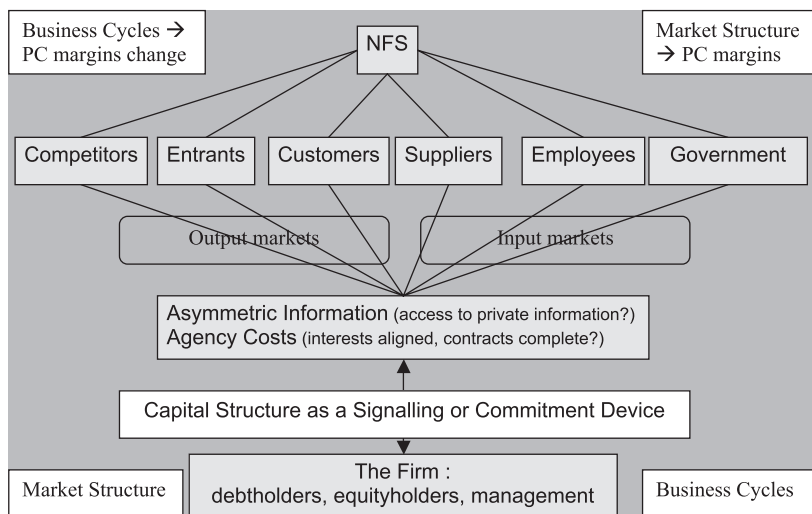 Business Cycles →
PC margins change
NFS
Market Structure
→ PC margins
Competitors
Entrants
Customers
Suppliers
Employees
Government
Output markets
Input markets
Asymmetric Information (access to private information?)
Agency Costs (interests aligned, contracts complete?)
Capital Structure as a Signalling or Commitment Device
Market Structure
The Firm :
debtholders, equityholders, management
Business Cycles